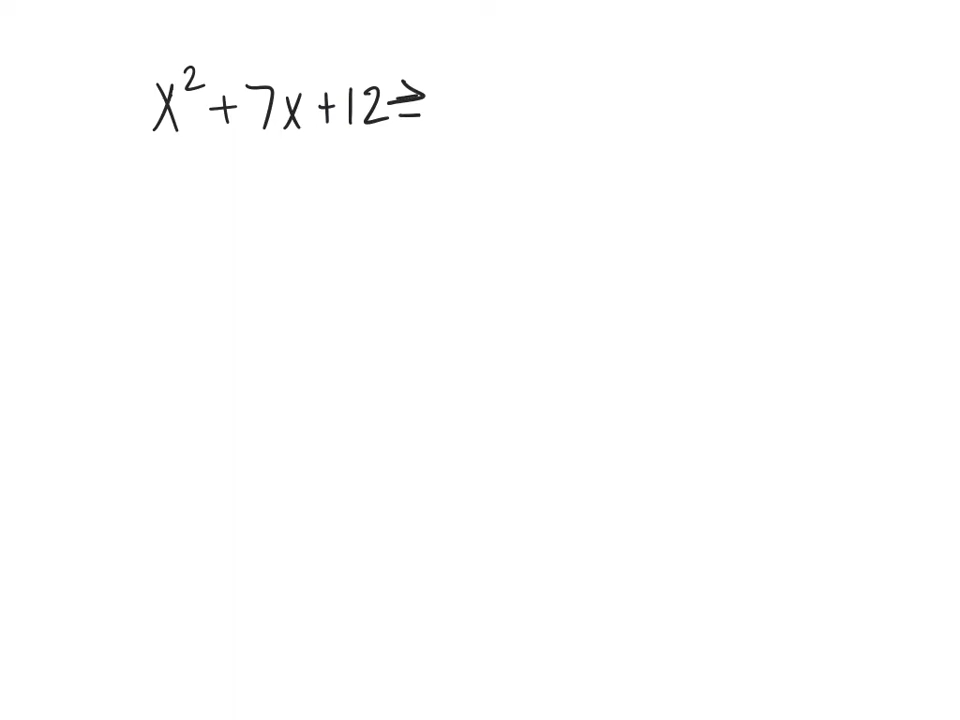 x² + 7x + 12 ≥